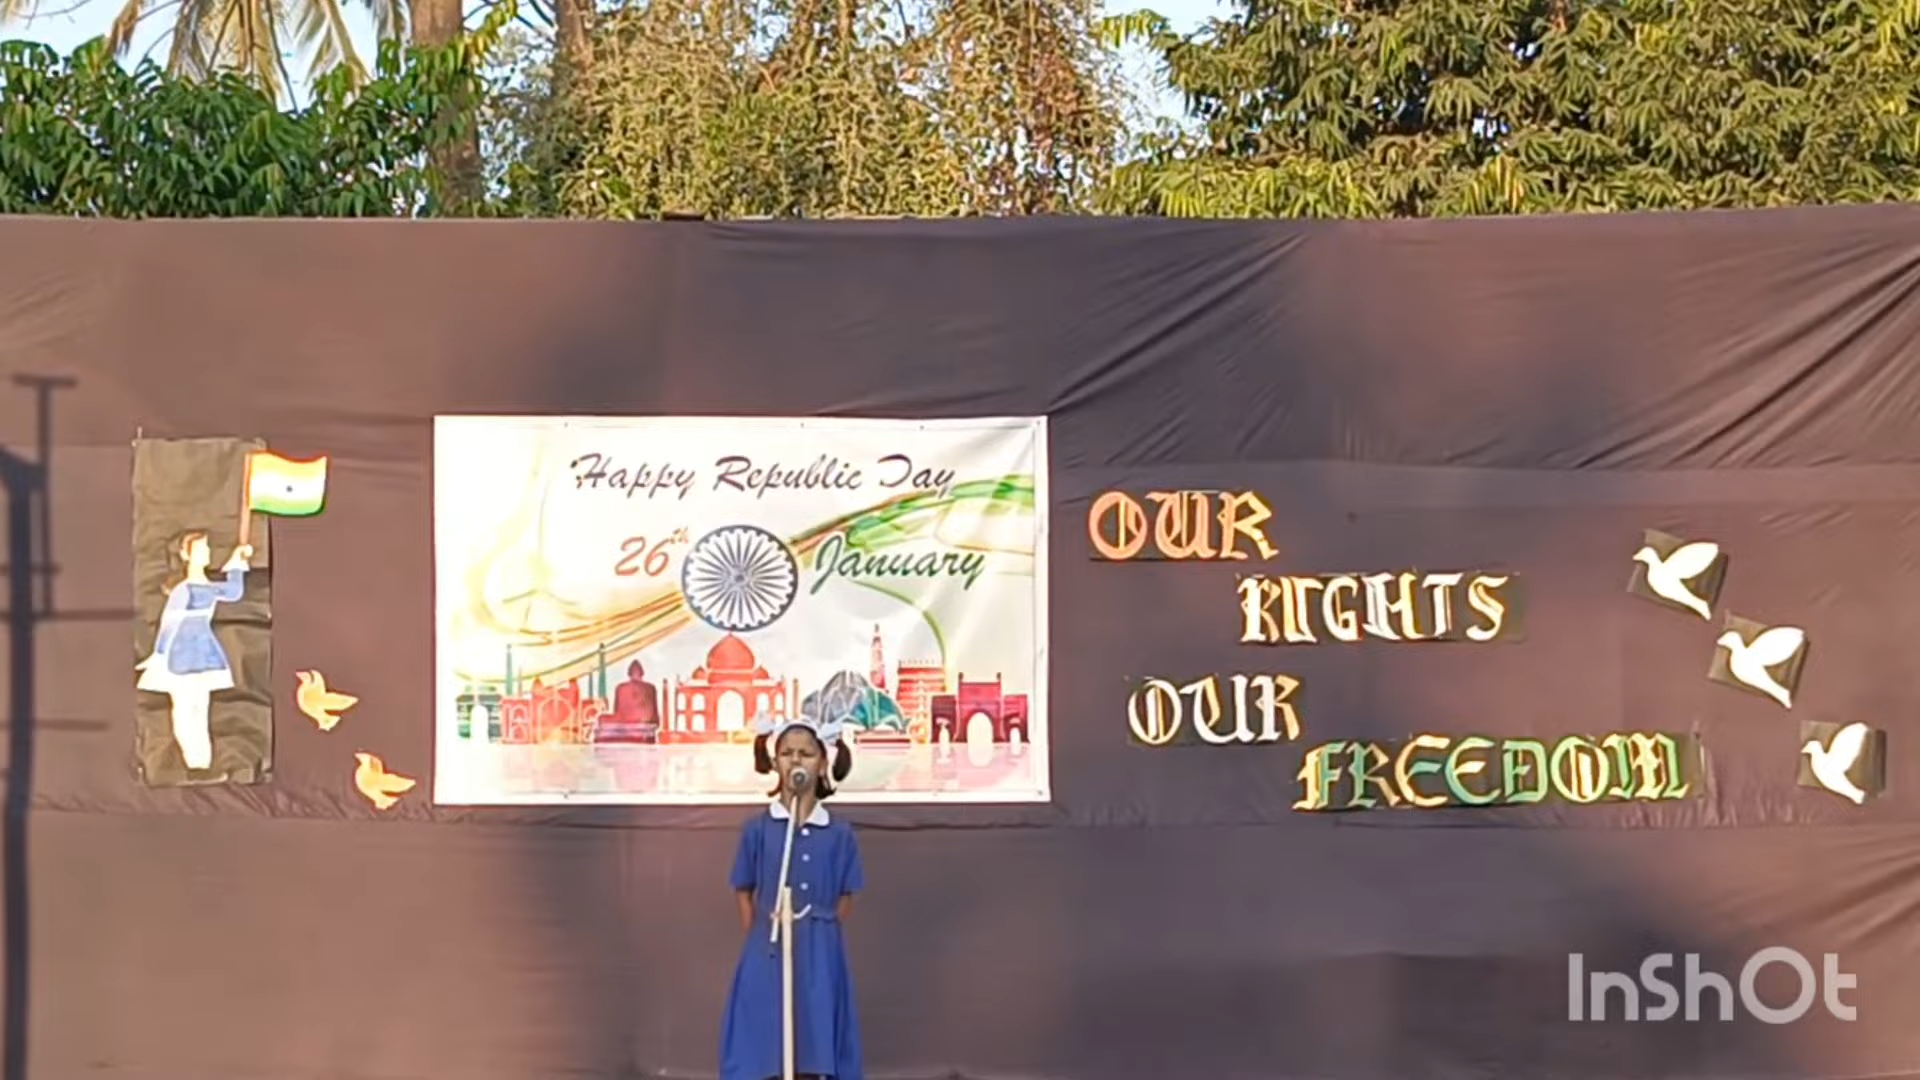 Happy Republic Day
26th January
OUR
RIGHTS
OUR
FREEDOM
InShOt